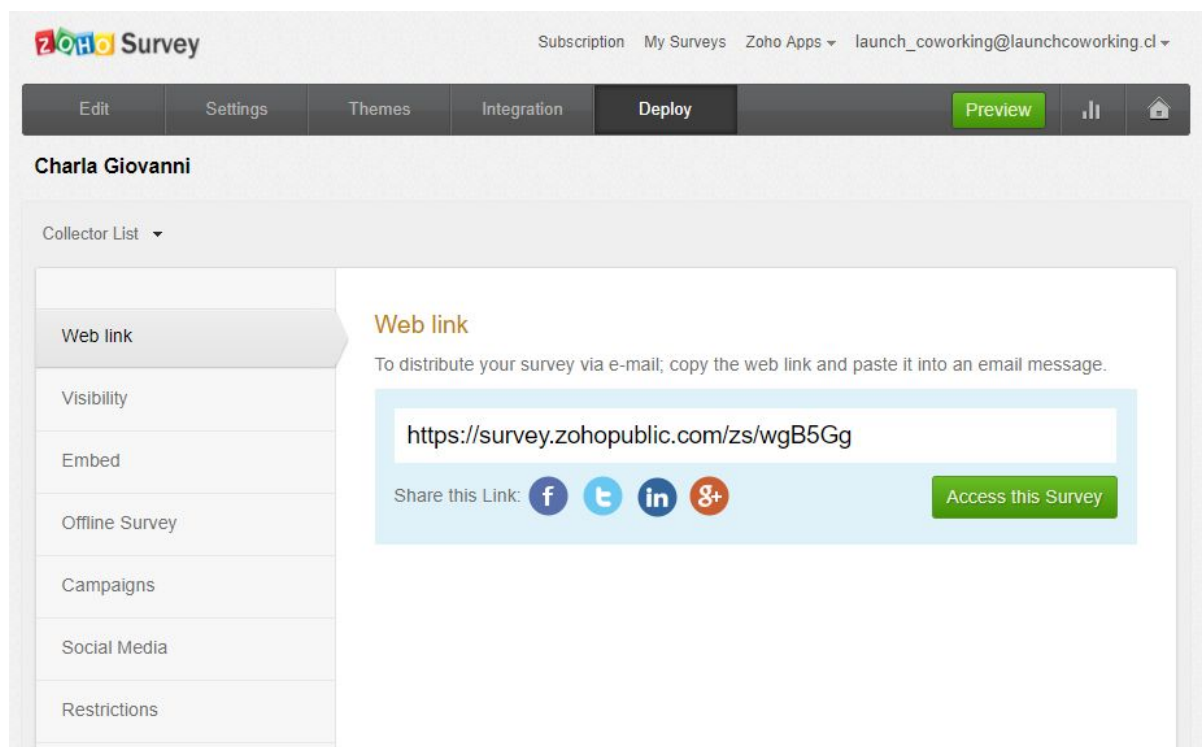 ZOHO Survey
Subscription My Surveys Zoho Apps launch_coworking@launchcoworking.cl
Edit Settings Themes Integration Deploy Preview
Charla Giovanni
Collector List
Web link
Visibility
Embed
Offline Survey
Campaigns
Social Media
Restrictions
Web link
To distribute your survey via e-mail; copy the web link and paste it into an email message.
https://survey.zohopublic.com/zs/wgB5Gg
Share this Link: f t in g+ Access this Survey